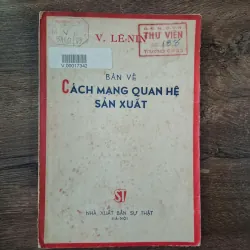 V. LÊ-NIN
THƯ VIỆN
V.08017342
BÀN VỀ
CÁCH MẠNG QUAN HỆ
SẢN XUẤT
ST
NHÀ XUẤT BẢN SỰ THẬT
HÀ NỘI